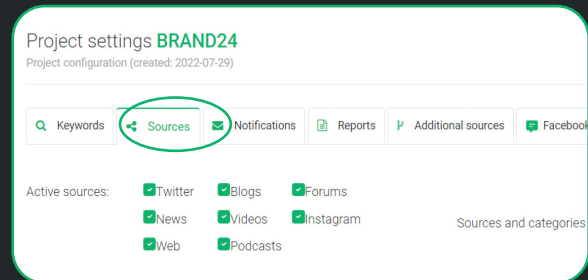 Project settings BRAND24
Project configuration (created: 2022-07-29)
Keywords Sources Notifications Reports Additional sources Facebook
Active sources: Twitter Blogs Forums
News Videos Instagram Sources and categories
Web Podcasts